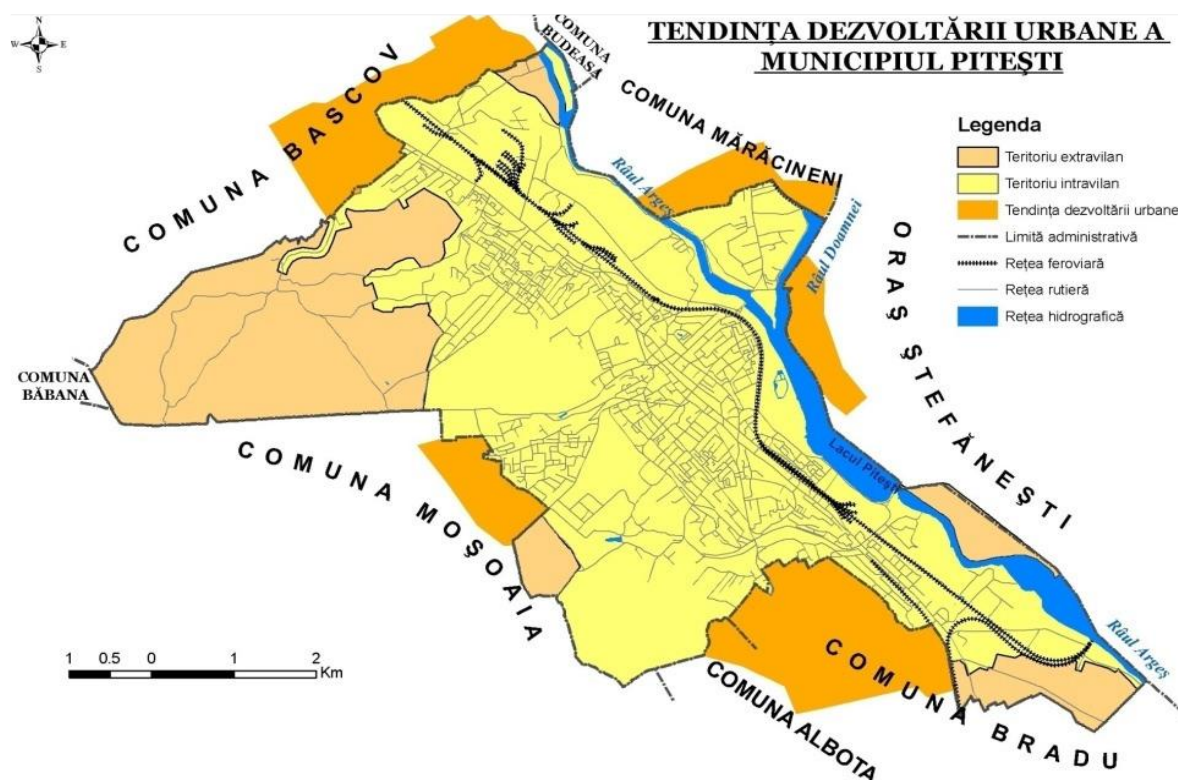 TENDINȚA DEZVOLTĂRII URBANE A
MUNICIPIUL PITEȘTI
N
W
E
S
COMUNA
BUDEASA
COMUNA BASCOV
COMUNA MĂRĂCINENI
Legenda
Teritoriu extravilan
Teritoriu intravilan
Tendința dezvoltării urbane
Limită administrativă
Rețea feroviară
Rețea rutieră
Rețea hidrografică
Râul Argeș
Râul Doamnei
ORAȘ ȘTEFĂNEȘTI
COMUNA
BĂBANA
COMUNA MOȘOAIA
Lacul Pitești
Râul Argeș
COMUNA BRADU
COMUNA ALBOTA
1 0.5 0 1 2
Km